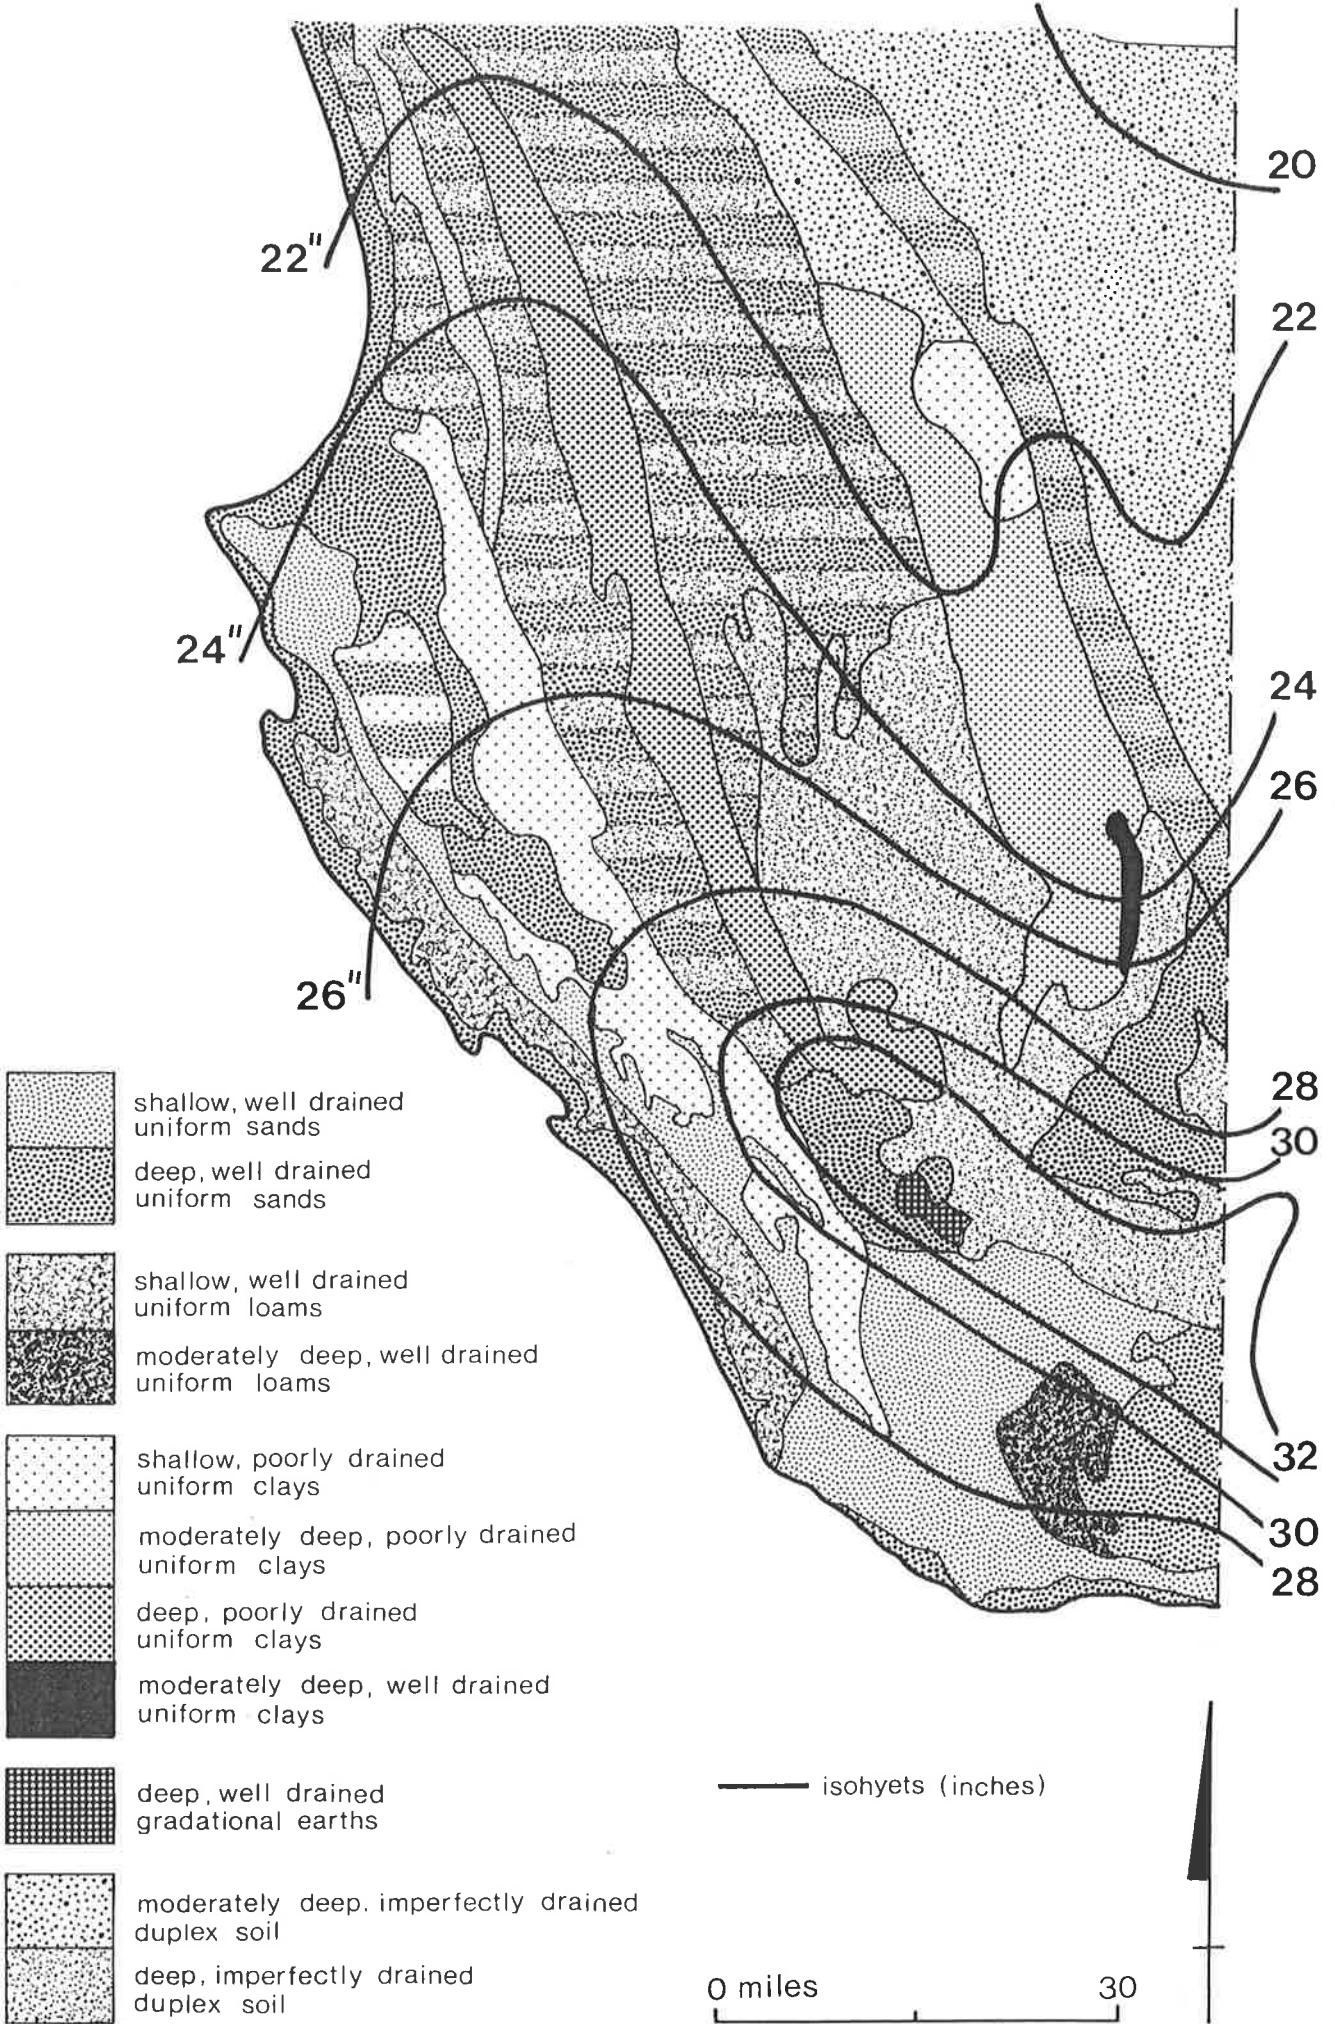 20
22"
22
24"
24
26
26"
28
30
32
30
28
shallow, well drained
uniform sands
deep, well drained
uniform sands
shallow, well drained
uniform loams
moderately deep, well drained
uniform loams
shallow, poorly drained
uniform clays
moderately deep, poorly drained
uniform clays
deep, poorly drained
uniform clays
moderately deep, well drained
uniform clays
deep, well drained
gradational earths
moderately deep. imperfectly drained
duplex soil
deep, imperfectly drained
duplex soil
isohyets (inches)
0 miles 30